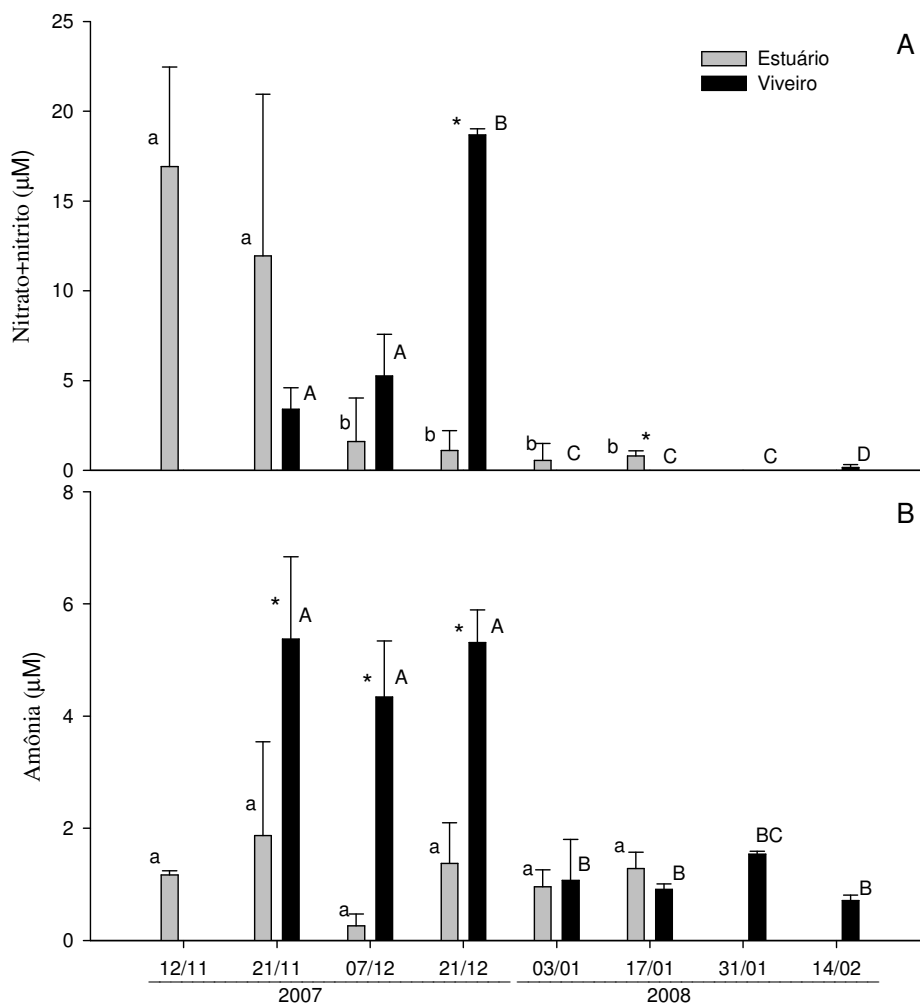 A
Estuário
Viveiro
Nitrato+nitrito (µM)
25
20
15
10
5
0
a
a
A
b
A
b
* B
b
C
b
*
C
C
D
B
Amônia (µM)
8
6
4
2
0
a
a
* A
a
* A
a
* A
a
B
a
B
BC
B
12/11 21/11 07/12 21/12 03/01 17/01 31/01 14/02
2007 2008